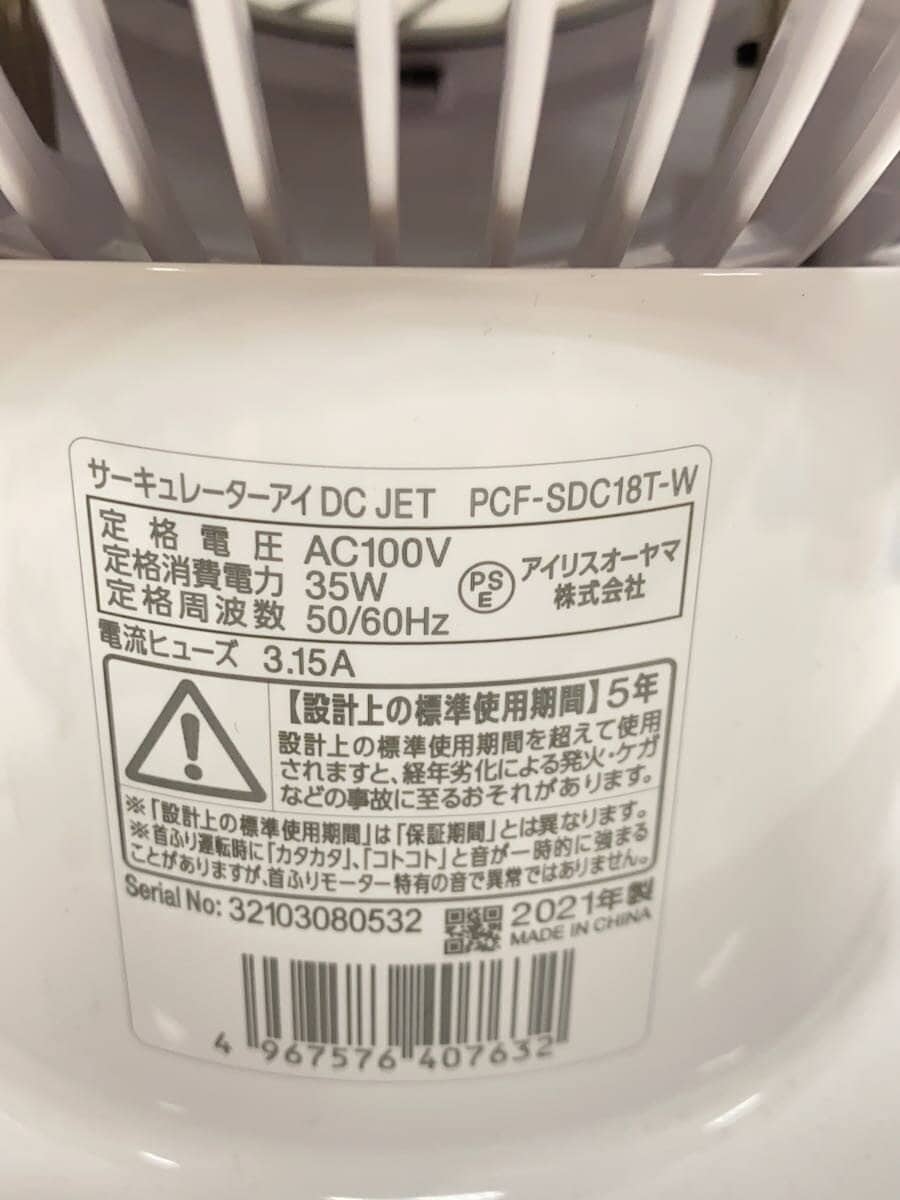 サーキュレーターアイ DC JET PCF-SDC18T-W
定格電圧 AC100V
定格消費電力 35W
定格周波数 50/60Hz
PSE
アイリスオーヤマ
株式会社
電流ヒューズ 3.15A
【設計上の標準使用期間】5年
設計上の標準使用期間を超えて使用
されますと、経年劣化による発火・ケガ
などの事故に至るおそれがあります。
※「設計上の標準使用期間」は「保証期間」とは異なります。
※首ふり運転時に「カタカタ」、「コトコト」と音が一時的に強まる
ことがありますが、首ふりモーター特有の音で異常ではありません。
Serial No: 32103080532
2021年製
MADE IN CHINA
4 967576 407632